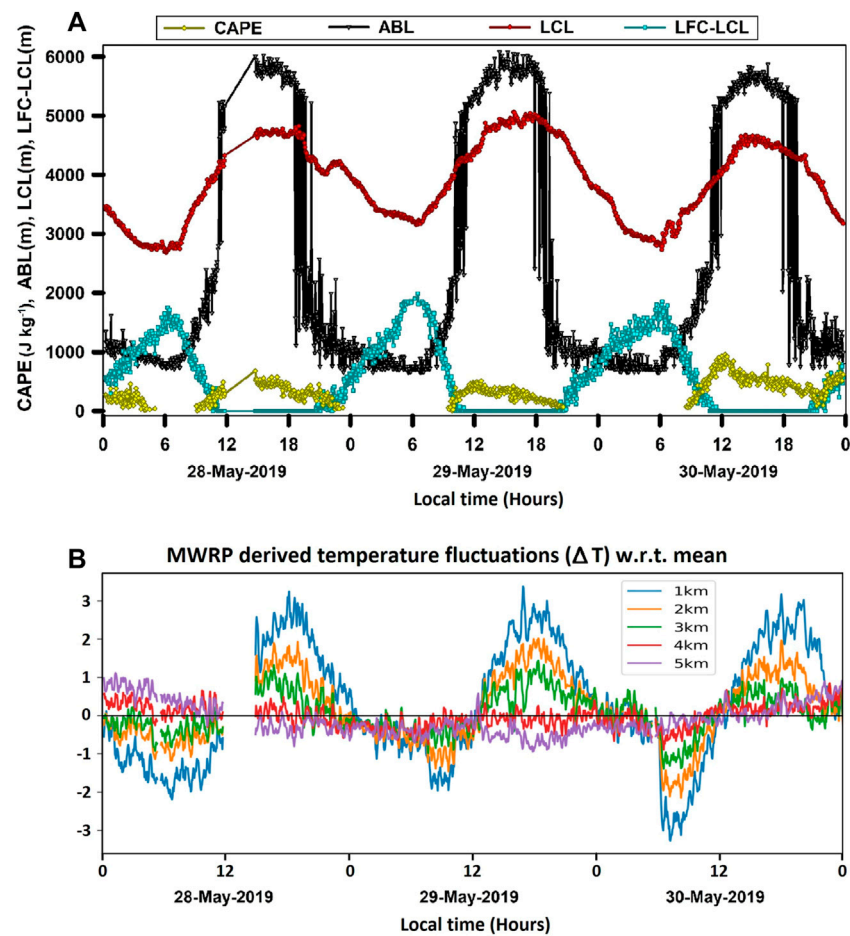 A
CAPE ABL LCL LFC-LCL
CAPE (J kg⁻¹), ABL(m), LCL(m), LFC-LCL(m)
6000
5000
4000
3000
2000
1000
0
0 6 12 18 0 6 12 18 0 6 12 18 0
28-May-2019 29-May-2019 30-May-2019
Local time (Hours)
B
MWRP derived temperature fluctuations (Δ T) w.r.t. mean
1km
2km
3km
4km
5km
3
2
1
0
-1
-2
-3
0 12 0 12 0 12 0
28-May-2019 29-May-2019 30-May-2019
Local time (Hours)